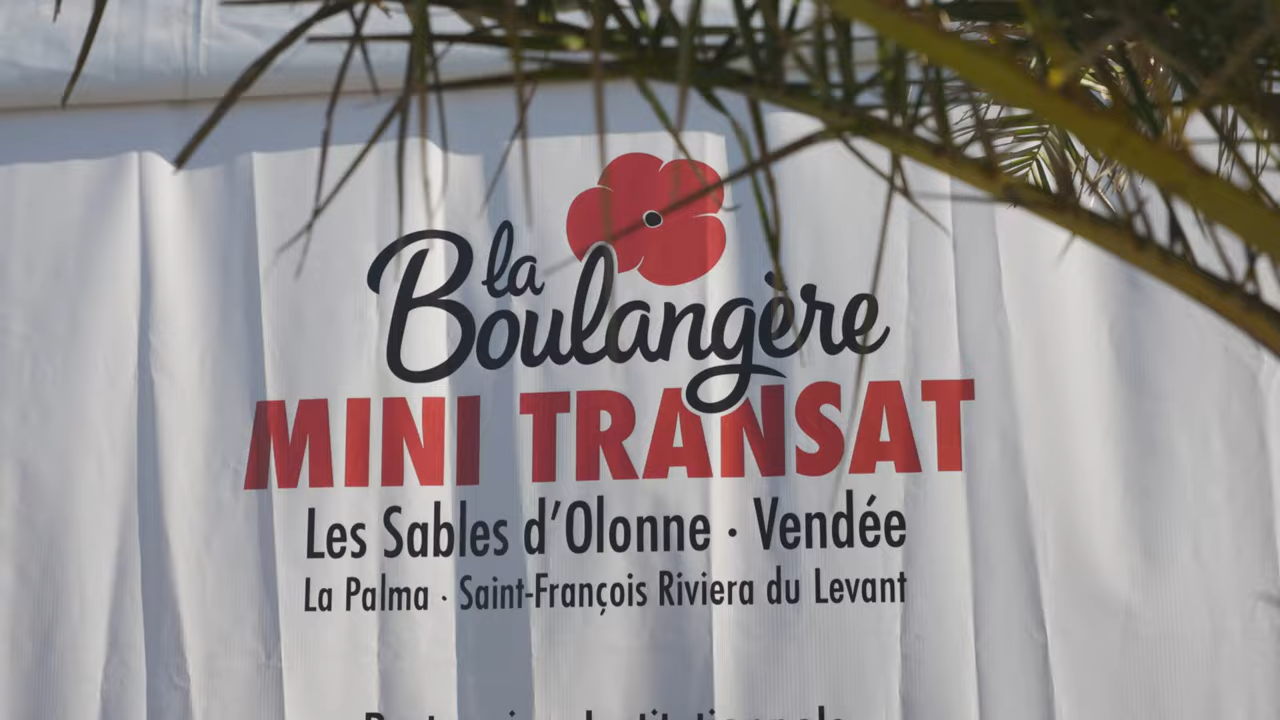 la
Boulangère
MINI TRANSAT
Les Sables d'Olonne · Vendée
La Palma · Saint-François Riviera du Levant